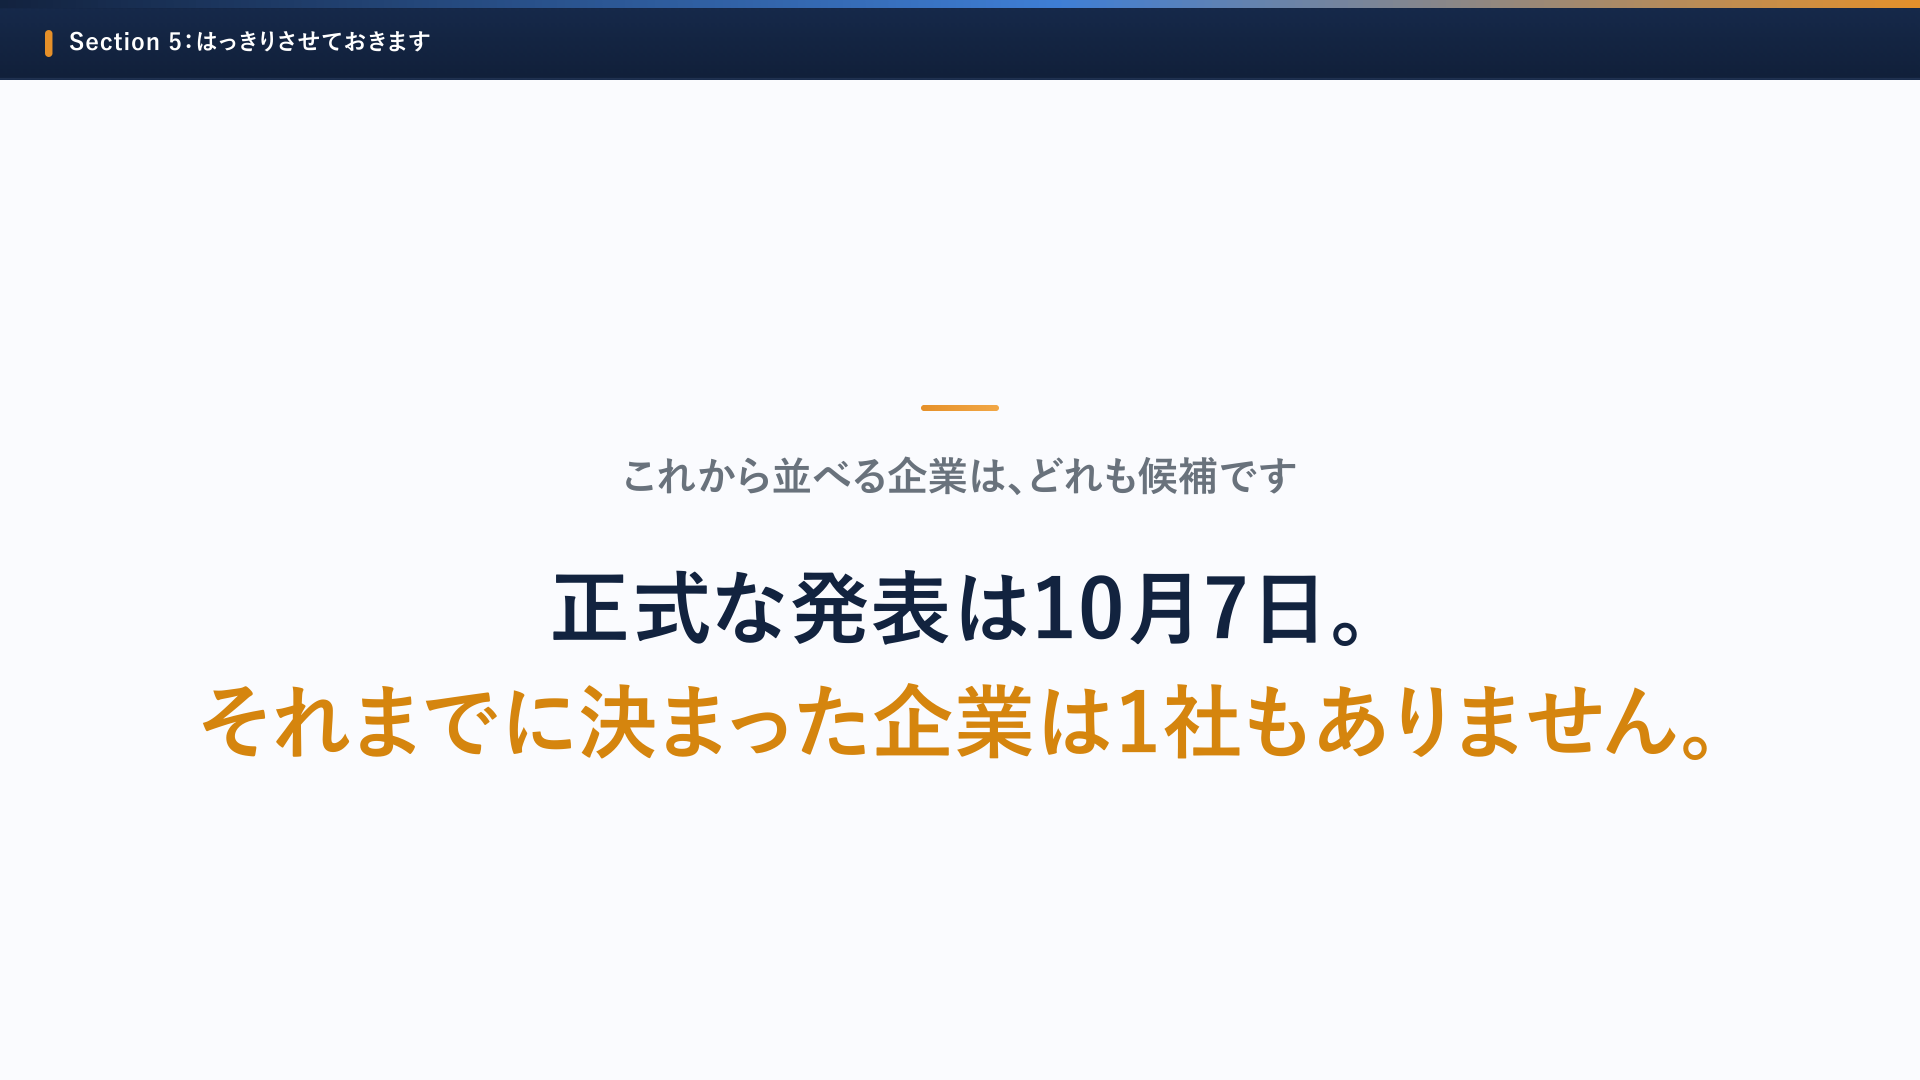 Section 5：はっきりさせておきます
これから並べる企業は、どれも候補です
正式な発表は10月7日。
それまでに決まった企業は1社もありません。